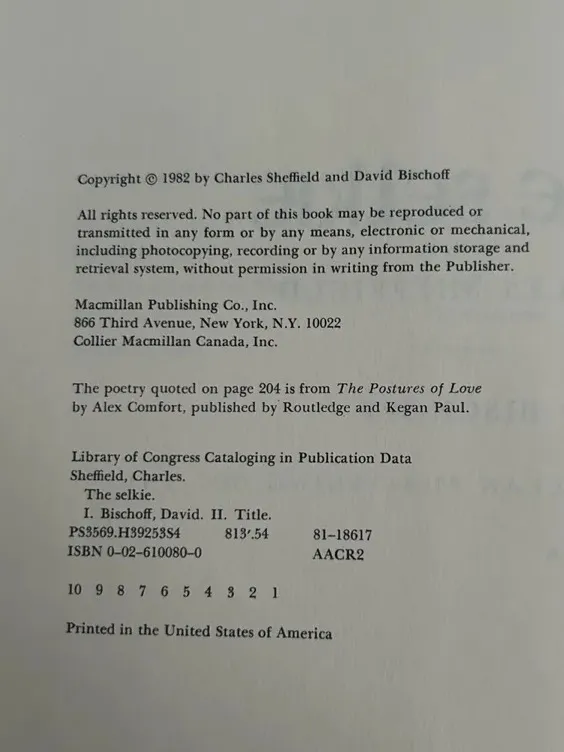 Copyright © 1982 by Charles Sheffield and David Bischoff
All rights reserved. No part of this book may be reproduced or
transmitted in any form or by any means, electronic or mechanical,
including photocopying, recording or by any information storage and
retrieval system, without permission in writing from the Publisher.
Macmillan Publishing Co., Inc.
866 Third Avenue, New York, N.Y. 10022
Collier Macmillan Canada, Inc.
The poetry quoted on page 204 is from The Postures of Love
by Alex Comfort, published by Routledge and Kegan Paul.
Library of Congress Cataloging in Publication Data
Sheffield, Charles.
The selkie.
I. Bischoff, David. II. Title.
PS3569.H39253S4 813'.54 81–18617
ISBN 0–02–610080–0 AACR2
10 9 8 7 6 5 4 3 2 1
Printed in the United States of America